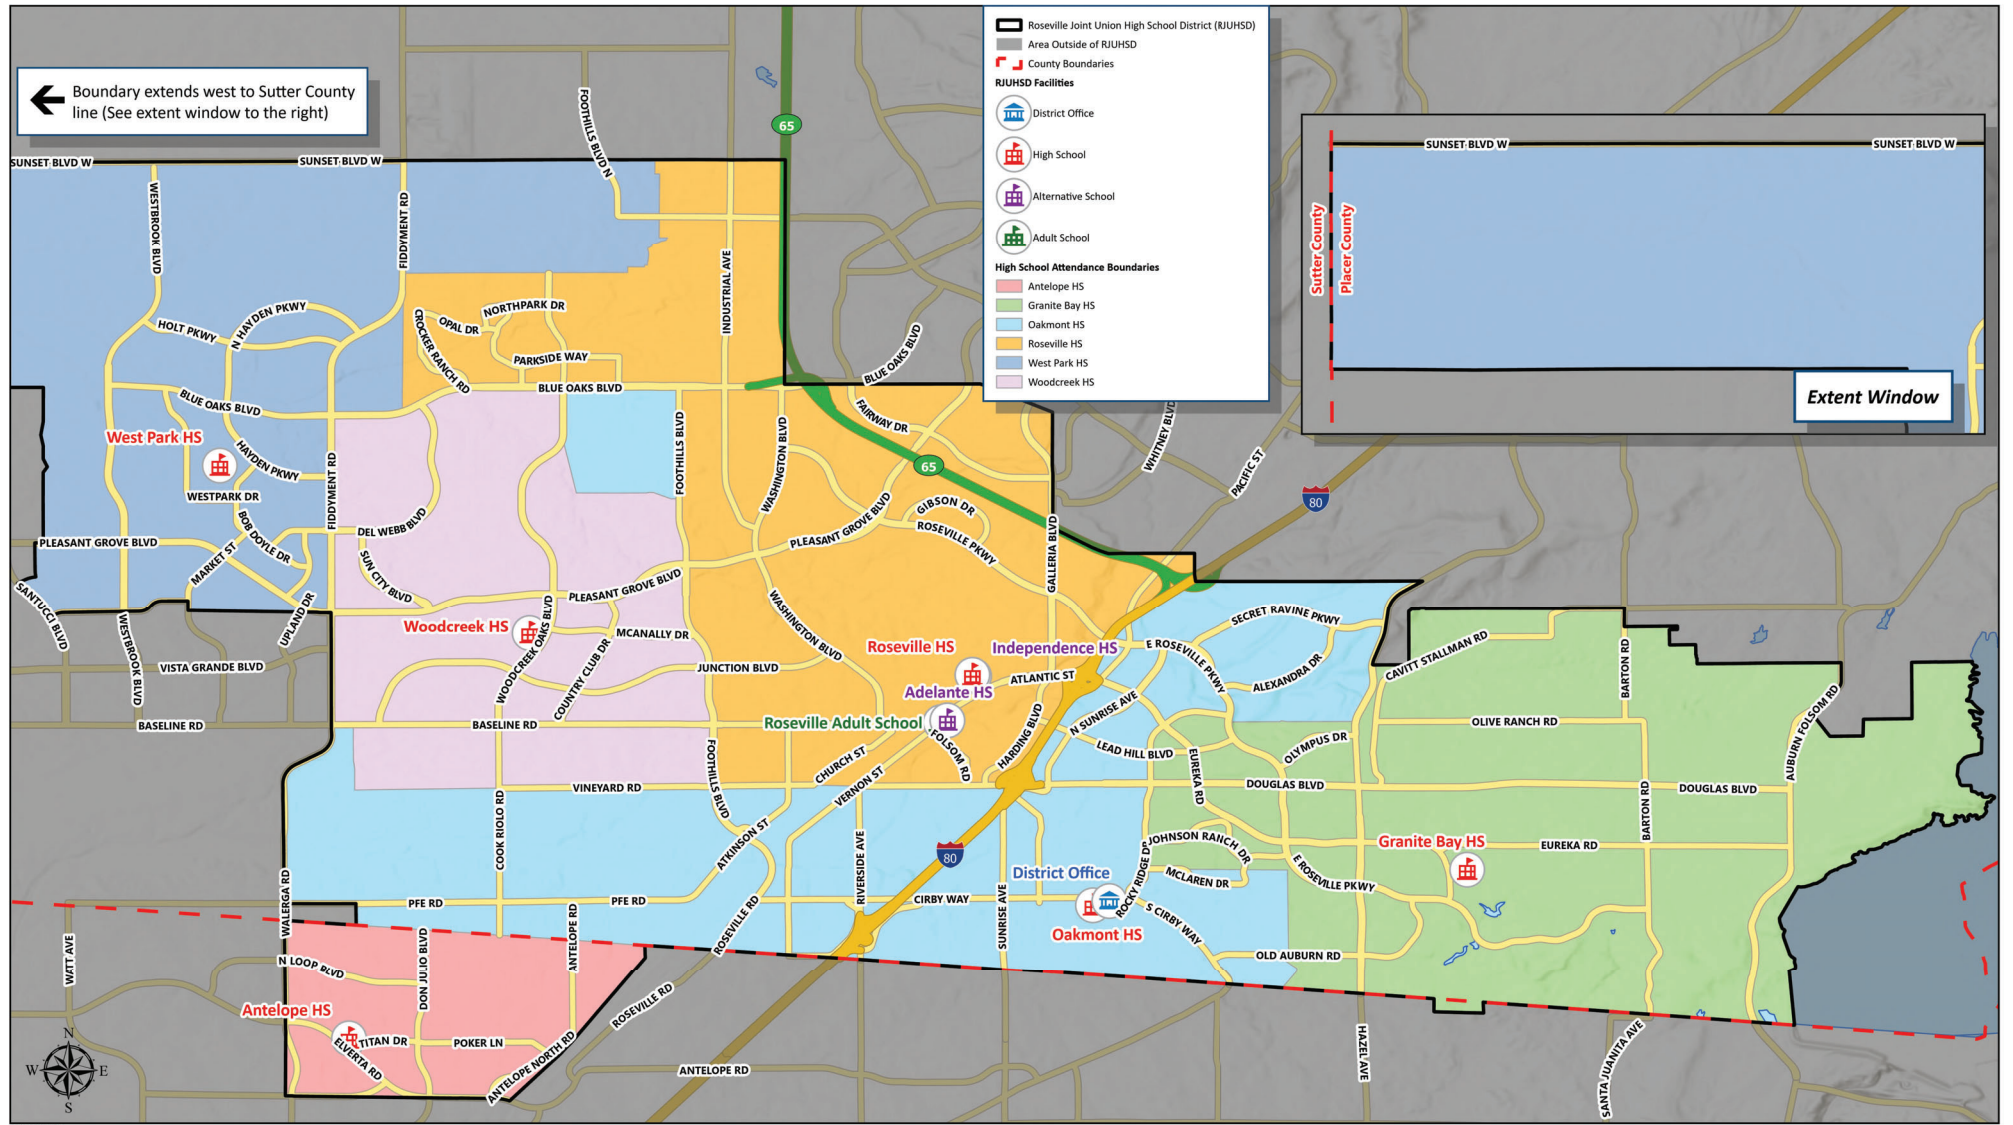 Boundary extends west to Sutter County
line (See extent window to the right)
Roseville Joint Union High School District (RJUHSD)
Area Outside of RJUHSD
County Boundaries
RJUHSD Facilities
District Office
High School
Alternative School
Adult School
High School Attendance Boundaries
Antelope HS
Granite Bay HS
Oakmont HS
Roseville HS
West Park HS
Woodcreek HS
SUNSET BLVD W
SUNSET BLVD W
Sutter County
Placer County
Extent Window
65
SUNSET BLVD W
SUNSET BLVD W
FOOTHILLS BLVD N
WESTBROOK BLVD
FIDDYMENT RD
INDUSTRIAL AVE
HOLT PKWY
N HAYDEN PKWY
CROCKER RANCH RD
OPAL DR
NORTHPARK DR
PARKSIDE WAY
BLUE OAKS BLVD
BLUE OAKS BLVD
BLUE OAKS BLVD
FAIRWAY DR
West Park HS
HAYDEN PKWY
WESTPARK DR
BOB DOYLE DR
FIDDYMENT RD
DEL WEBB BLVD
SUN CITY BLVD
FOOTHILLS BLVD
WASHINGTON BLVD
65
GIBSON DR
ROSEVILLE PKWY
PLEASANT GROVE BLVD
GALLERIA BLVD
WHITNEY BLVD
PACIFIC ST
80
PLEASANT GROVE BLVD
MARKET ST
UPLAND DR
SANTUCCI BLVD
WESTBROOK BLVD
VISTA GRANDE BLVD
BASELINE RD
PLEASANT GROVE BLVD
Woodcreek HS
WOODCREEK OAKS BLVD
MCANALLY DR
COUNTRY CLUB DR
JUNCTION BLVD
WASHINGTON BLVD
BASELINE RD
Roseville HS
Independence HS
Adelante HS
Roseville Adult School
ATLANTIC ST
FOLSOM RD
HARDING BLVD
N SUNRISE AVE
E ROSEVILLE PKWY
SECRET RAVINE PKWY
ALEXANDRA DR
CAVITT STALLMAN RD
BARTON RD
OLIVE RANCH RD
AUBURN FOLSOM RD
LEAD HILL BLVD
EUREKA RD
OLYMPUS DR
DOUGLAS BLVD
DOUGLAS BLVD
BARTON RD
CHURCH ST
VERNON ST
VINEYARD RD
FOOTHILLS BLVD
COOK RIOLO RD
ATKINSON ST
RIVERSIDE AVE
80
JOHNSON RANCH DR
ROCKY RIDGE DR
MCLAREN DR
E ROSEVILLE PKWY
Granite Bay HS
EUREKA RD
District Office
Oakmont HS
CIRBY WAY
S CIRBY WAY
SUNRISE AVE
OLD AUBURN RD
WALERGA RD
PFE RD
PFE RD
ROSEVILLE RD
ANTELOPE RD
WATT AVE
N LOOP BLVD
DON JULIO BLVD
Antelope HS
TITAN DR
ELVERTA RD
POKER LN
ANTELOPE NORTH RD
ROSEVILLE RD
ANTELOPE RD
HAZEL AVE
SANTA JUANITA AVE
N
W
E
S